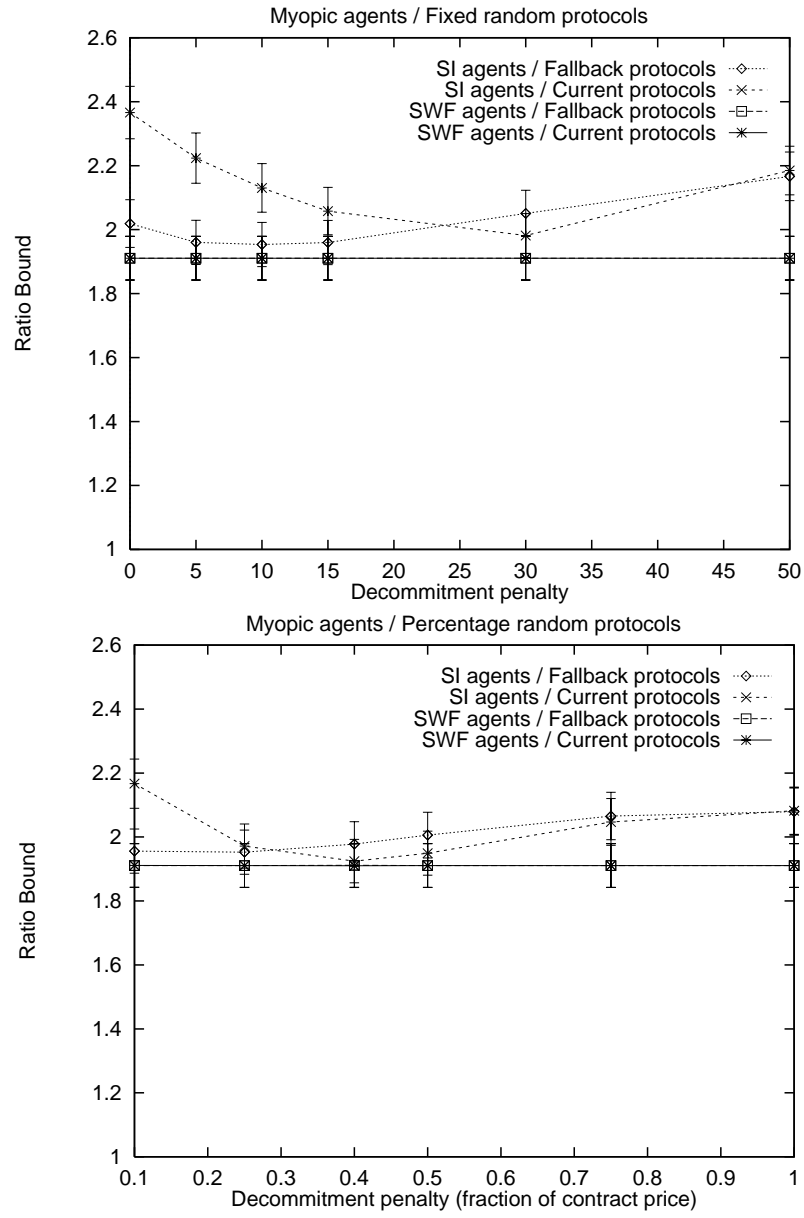 Myopic agents / Fixed random protocols
2.6
2.4
2.2
2
1.8
1.6
1.4
1.2
1
Ratio Bound
SI agents / Fallback protocols
SI agents / Current protocols
SWF agents / Fallback protocols
SWF agents / Current protocols
0 5 10 15 20 25 30 35 40 45 50
Decommitment penalty
Myopic agents / Percentage random protocols
2.6
2.4
2.2
2
1.8
1.6
1.4
1.2
1
Ratio Bound
SI agents / Fallback protocols
SI agents / Current protocols
SWF agents / Fallback protocols
SWF agents / Current protocols
0.1 0.2 0.3 0.4 0.5 0.6 0.7 0.8 0.9 1
Decommitment penalty (fraction of contract price)